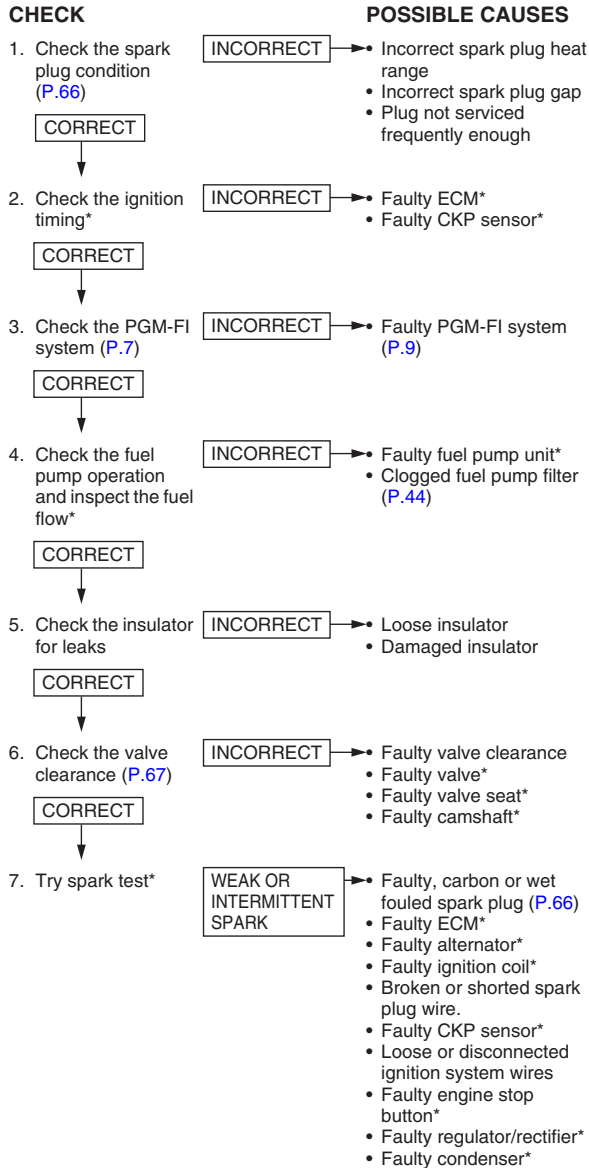 CHECK POSSIBLE CAUSES
1. Check the spark plug condition (P.66)
INCORRECT
• Incorrect spark plug heat range
• Incorrect spark plug gap
• Plug not serviced frequently enough
CORRECT
2. Check the ignition timing*
INCORRECT
• Faulty ECM*
• Faulty CKP sensor*
CORRECT
3. Check the PGM-FI system (P.7)
INCORRECT
• Faulty PGM-FI system (P.9)
CORRECT
4. Check the fuel pump operation and inspect the fuel flow*
INCORRECT
• Faulty fuel pump unit*
• Clogged fuel pump filter (P.44)
CORRECT
5. Check the insulator for leaks
INCORRECT
• Loose insulator
• Damaged insulator
CORRECT
6. Check the valve clearance (P.67)
INCORRECT
• Faulty valve clearance
• Faulty valve*
• Faulty valve seat*
• Faulty camshaft*
CORRECT
7. Try spark test*
WEAK OR INTERMITTENT SPARK
• Faulty, carbon or wet fouled spark plug (P.66)
• Faulty ECM*
• Faulty alternator*
• Faulty ignition coil*
• Broken or shorted spark plug wire.
• Faulty CKP sensor*
• Loose or disconnected ignition system wires
• Faulty engine stop button*
• Faulty regulator/rectifier*
• Faulty condenser*